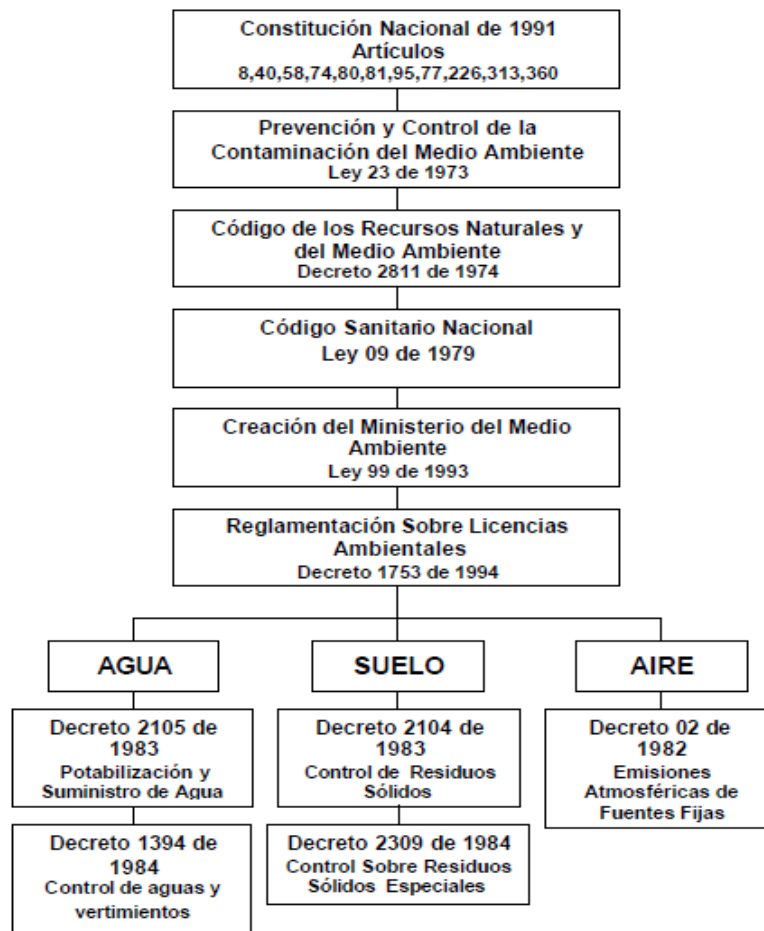 Constitución Nacional de 1991
Artículos
8,40,58,74,80,81,95,77,226,313,360
Prevención y Control de la
Contaminación del Medio Ambiente
Ley 23 de 1973
Código de los Recursos Naturales y
del Medio Ambiente
Decreto 2811 de 1974
Código Sanitario Nacional
Ley 09 de 1979
Creación del Ministerio del Medio
Ambiente
Ley 99 de 1993
Reglamentación Sobre Licencias
Ambientales
Decreto 1753 de 1994
AGUA
Decreto 2105 de
1983
Potabilización y
Suministro de Agua
Decreto 1394 de
1984
Control de aguas y
vertimientos
SUELO
Decreto 2104 de
1983
Control de Residuos
Sólidos
Decreto 2309 de 1984
Control Sobre Residuos
Sólidos Especiales
AIRE
Decreto 02 de
1982
Emisiones
Atmosféricas de
Fuentes Fijas